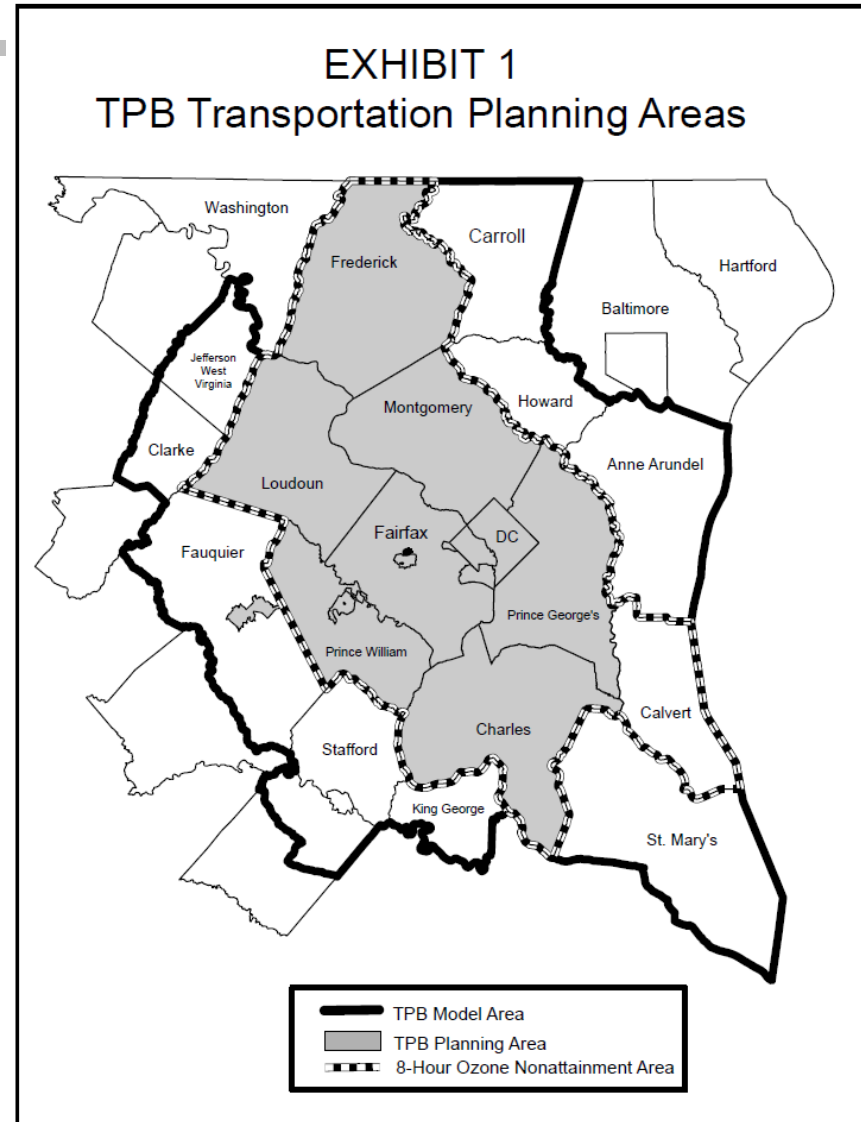 EXHIBIT 1
TPB Transportation Planning Areas
Washington
Carroll
Frederick
Hartford
Baltimore
Jefferson
West
Virginia
Howard
Montgomery
Clarke
Anne Arundel
Loudoun
Fairfax
DC
Fauquier
Prince George's
Prince William
Calvert
Charles
Stafford
King George
St. Mary's
TPB Model Area
TPB Planning Area
8-Hour Ozone Nonattainment Area